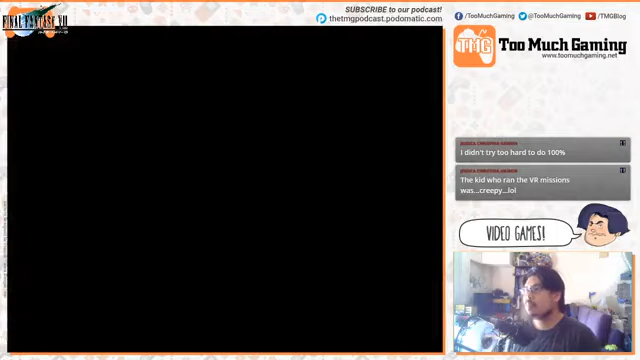 FINAL FANTASY VII
SUBSCRIBE to our podcast!
thetmgpodcast.podomatic.com
/TooMuchGaming
@TooMuchGaming
/TMGBlog
TMG
Too Much Gaming
www.toomuchgaming.net
I didn't try too hard to do 100%
The kid who ran the VR missions
was...creepy..lol
VIDEO GAMES!